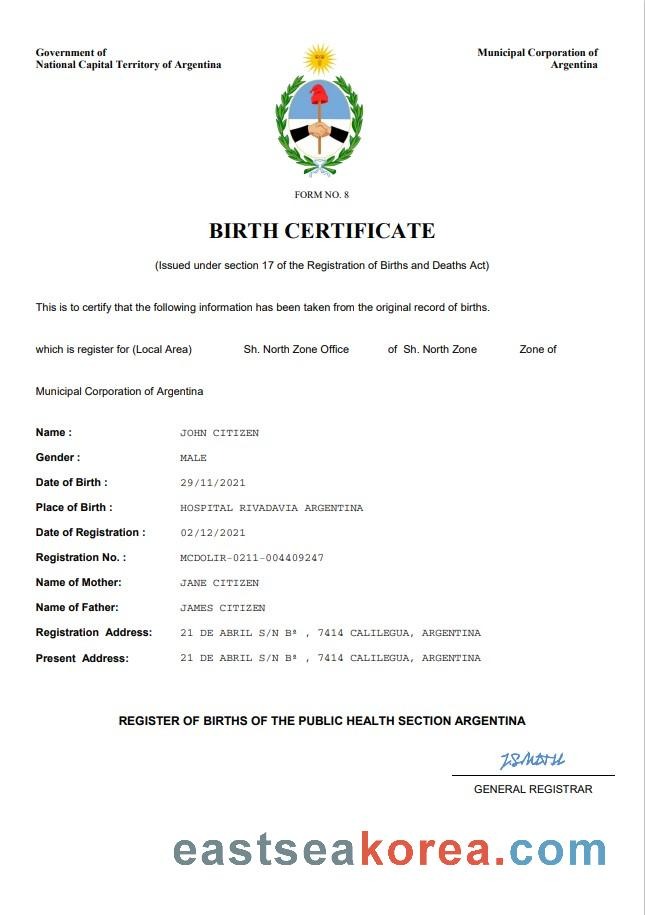 Government of
National Capital Territory of Argentina
Municipal Corporation of
Argentina
FORM NO. 8
BIRTH CERTIFICATE
(Issued under section 17 of the Registration of Births and Deaths Act)
This is to certify that the following information has been taken from the original record of births.
which is register for (Local Area) Sh. North Zone Office of Sh. North Zone Zone of
Municipal Corporation of Argentina
Name : JOHN CITIZEN
Gender : MALE
Date of Birth : 29/11/2021
Place of Birth : HOSPITAL RIVADAVIA ARGENTINA
Date of Registration : 02/12/2021
Registration No. : MCDOLIR-0211-004409247
Name of Mother: JANE CITIZEN
Name of Father: JAMES CITIZEN
Registration Address: 21 DE ABRIL S/N Bª , 7414 CALILEGUA, ARGENTINA
Present Address: 21 DE ABRIL S/N Bª , 7414 CALILEGUA, ARGENTINA
REGISTER OF BIRTHS OF THE PUBLIC HEALTH SECTION ARGENTINA
GENERAL REGISTRAR
eastseakorea.com